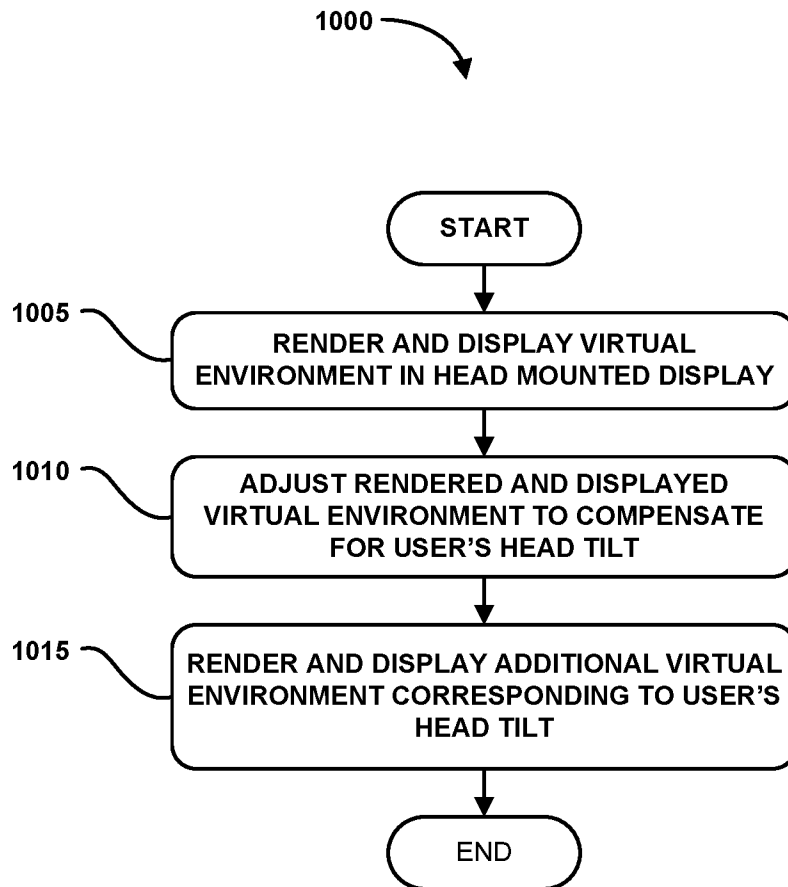 1000
START
1005
RENDER AND DISPLAY VIRTUAL
ENVIRONMENT IN HEAD MOUNTED DISPLAY
1010
ADJUST RENDERED AND DISPLAYED
VIRTUAL ENVIRONMENT TO COMPENSATE
FOR USER’S HEAD TILT
1015
RENDER AND DISPLAY ADDITIONAL VIRTUAL
ENVIRONMENT CORRESPONDING TO USER’S
HEAD TILT
END